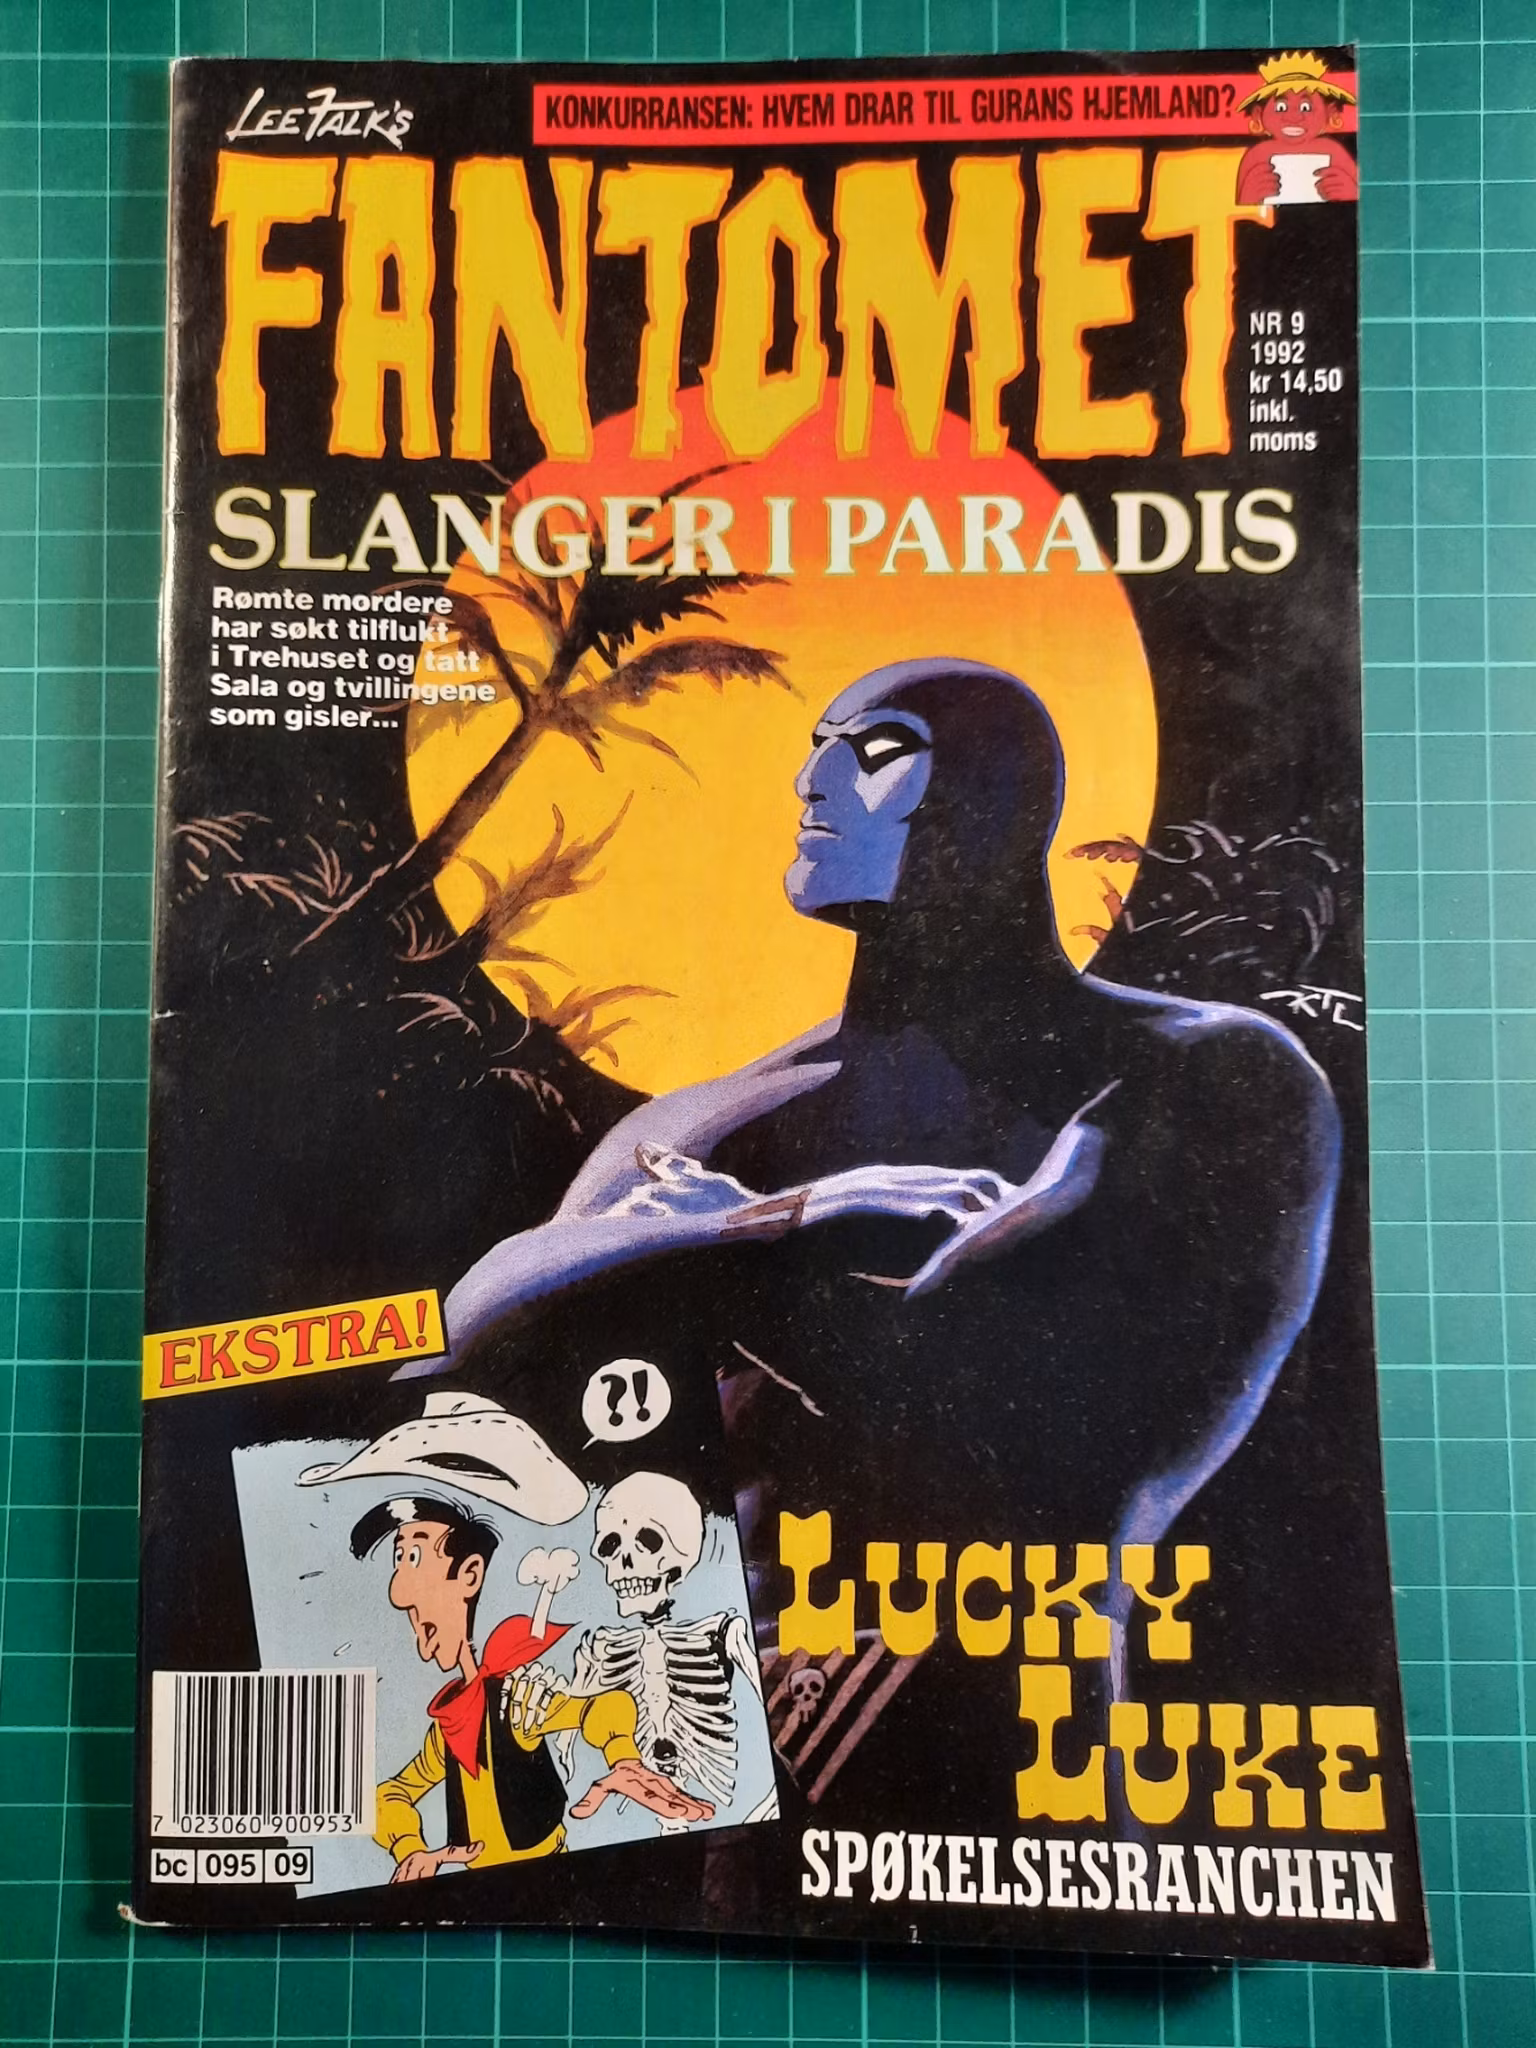 LEE FALK'S
KONKURRANSEN: HVEM DRAR TIL GURANS HJEMLAND?
FANTOMET
NR 9
1992
kr 14,50
inkl.
moms
SLANGER I PARADIS
Rømte mordere
har søkt tilflukt
i Trehuset og tatt
Sala og tvillingene
som gisler...
KTL
EKSTRA!
?!
LUCKY
LUKE
SPØKELSESRANCHEN
7 023060 900953
bc 095 09